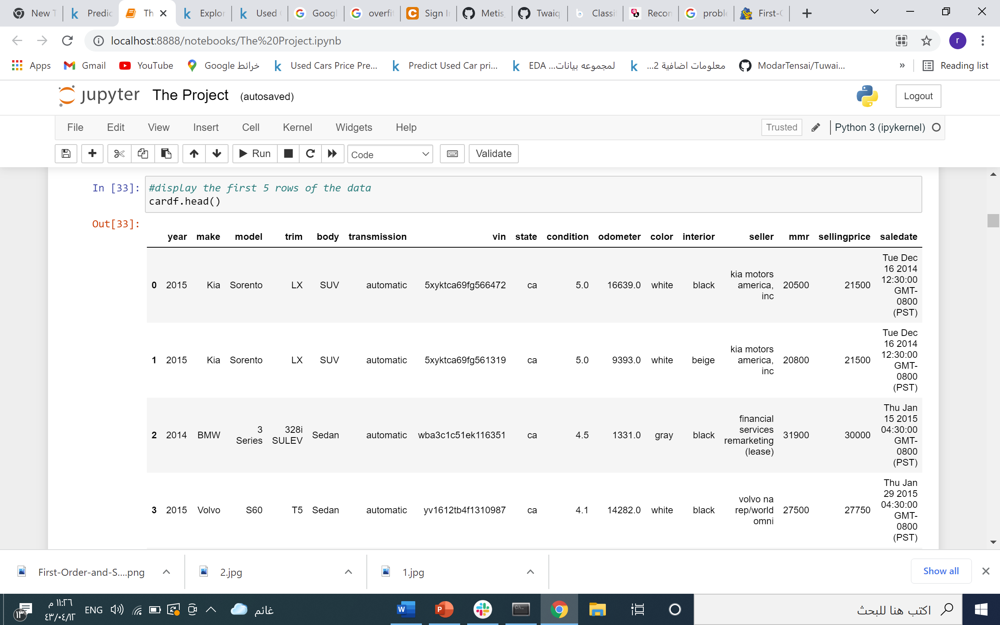 New T
Predic
Th
Explor
Used C
Googl
overfit
Sign In
Metis_
Twaiq
Classif
Recom
proble
First-O
localhost:8888/notebooks/The%20Project.ipynb
r
Apps Gmail YouTube خرائط Google Used Cars Price Pre... Predict Used Car pri... EDA لمجموعه بيانات... معلومات اضافية 2... ModarTensai/Tuwai... » Reading list
jupyter The Project (autosaved) Logout
File Edit View Insert Cell Kernel Widgets Help Trusted Python 3 (ipykernel)
Run Code Validate
In [33]: #display the first 5 rows of the data
cardf.head()
Out[33]:
year make model trim body transmission vin state condition odometer color interior seller mmr sellingprice saledate
0 2015 Kia Sorento LX SUV automatic 5xyktca69fg566472 ca 5.0 16639.0 white black kia motors america, inc 20500 21500 Tue Dec 16 2014 12:30:00 GMT-0800 (PST)
1 2015 Kia Sorento LX SUV automatic 5xyktca69fg561319 ca 5.0 9393.0 white beige kia motors america, inc 20800 21500 Tue Dec 16 2014 12:30:00 GMT-0800 (PST)
2 2014 BMW 3 Series 328i SULEV Sedan automatic wba3c1c51ek116351 ca 4.5 1331.0 gray black financial services remarketing (lease) 31900 30000 Thu Jan 15 2015 04:30:00 GMT-0800 (PST)
3 2015 Volvo S60 T5 Sedan automatic yv1612tb4f1310987 ca 4.1 14282.0 white black volvo na rep/world omni 27500 27750 Thu Jan 29 2015 04:30:00 GMT-0800 (PST)
First-Order-and-S....png 2.jpg 1.jpg Show all
١٣
١١:٢٦ م
٤٣/٠٤/١٢
ENG
غائم
اكتب هنا للبحث